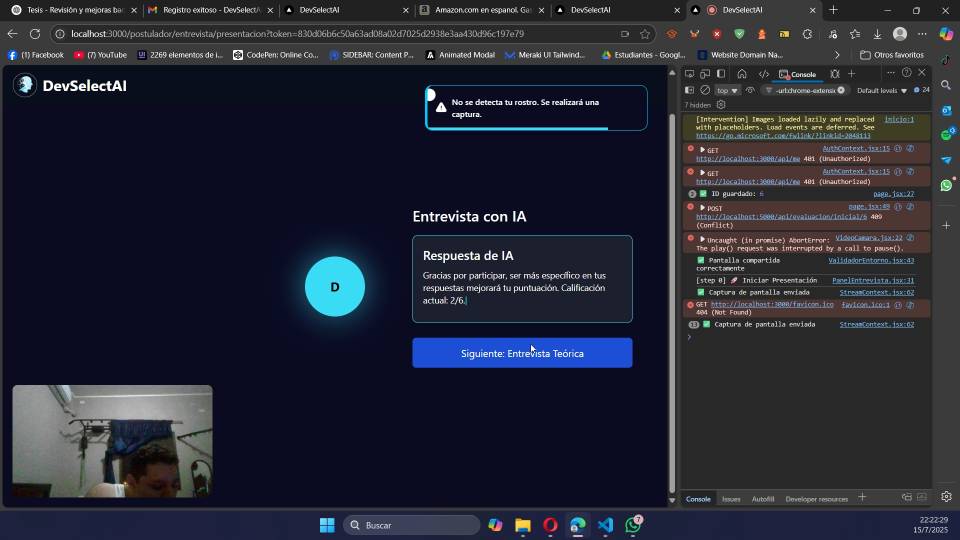 Tesis - Revisión y mejoras bac
Registro exitoso - DevSelectA
DevSelectAI
Amazon.com en espanol. Gas
DevSelectAI
DevSelectAI
localhost:3000/postulador/entrevista/presentacion?token=830d06b6c50a63ad08a02d7025d2938e3aa430d96c197e79
(1) Facebook
(7) YouTube
2269 elementos de i...
CodePen: Online Co...
SIDEBAR: Content P...
Animated Modal
Meraki UI Tailwind...
Estudiantes - Googl...
Website Domain Na...
Otros favoritos
DevSelectAI
No se detecta tu rostro. Se realizará una
captura.
Entrevista con IA
D
Respuesta de IA
Gracias por participar, ser más específico en tus
respuestas mejorará tu puntuación. Calificación
actual: 2/6.
Siguiente: Entrevista Teórica
Console
top
-url:chrome-extens
Default levels
24
7 hidden
[Intervention] Images loaded lazily and replaced inicio:1
with placeholders. Load events are deferred. See
https://go.microsoft.com/fwlink/?linkid=2048113
GET AuthContext.jsx:15
http://localhost:3000/api/me 401 (Unauthorized)
GET AuthContext.jsx:15
http://localhost:3000/api/me 401 (Unauthorized)
2 ID guardado: 6 page.jsx:27
POST page.jsx:49
http://localhost:5000/api/evaluacion/inicial/6 409
(Conflict)
Uncaught (in promise) AbortError: VideoCamara.jsx:22
The play() request was interrupted by a call to pause().
Pantalla compartida ValidadorEntorno.jsx:43
correctamente
[step 0] 🚀 Iniciar Presentación PanelEntrevista.jsx:31
Captura de pantalla enviada StreamContext.jsx:62
GET http://localhost:3000/favicon.ico favicon.ico:1
404 (Not Found)
13 Captura de pantalla enviada StreamContext.jsx:62
Console
Issues
Autofill
Developer resources
Buscar
7
22:22:29
15/7/2025